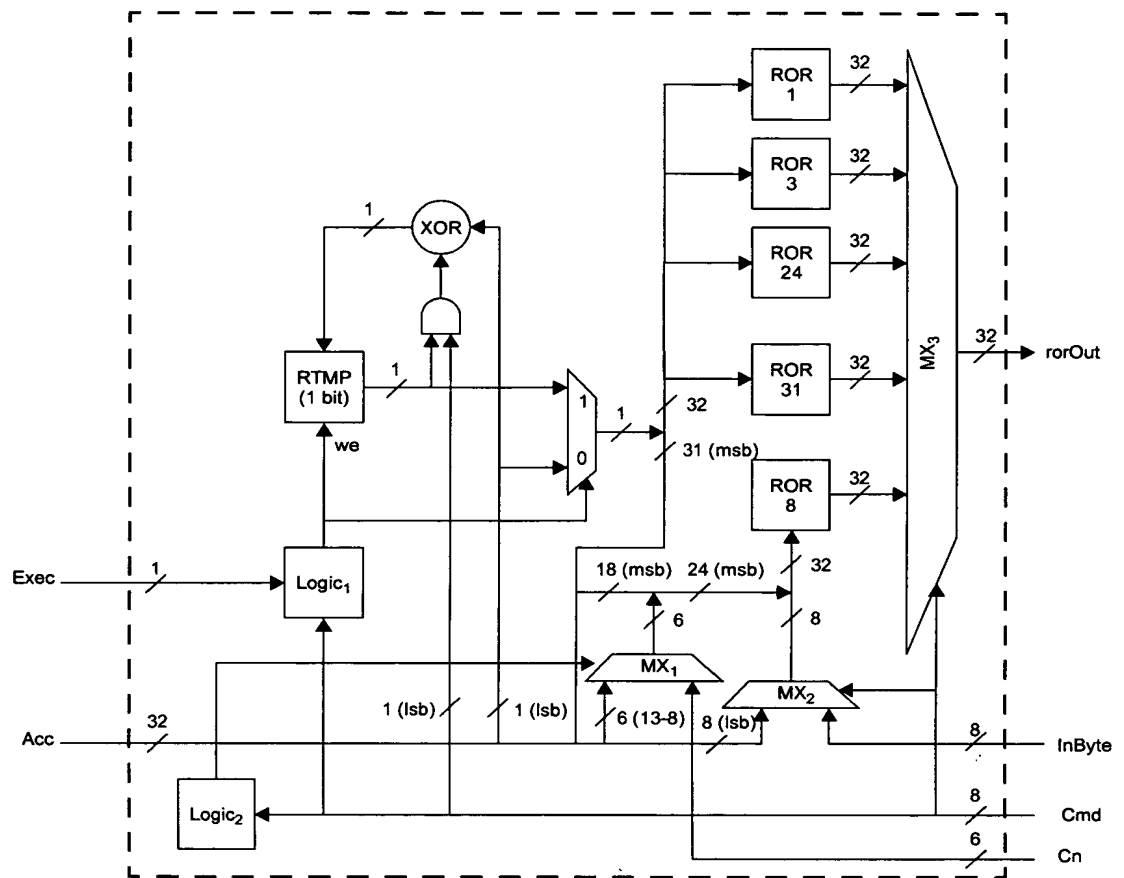 ROR
1
32
ROR
3
32
ROR
24
32
ROR
31
32
ROR
8
32
MX3
32
rorOut
1
XOR
RTMP
(1 bit)
1
we
1
0
1
32
31 (msb)
Exec
1
Logic1
18 (msb)
24 (msb)
32
6
8
MX1
MX2
1 (lsb)
1 (lsb)
6 (13-8)
8 (lsb)
Acc
32
8
InByte
Logic2
8
Cmd
6
Cn